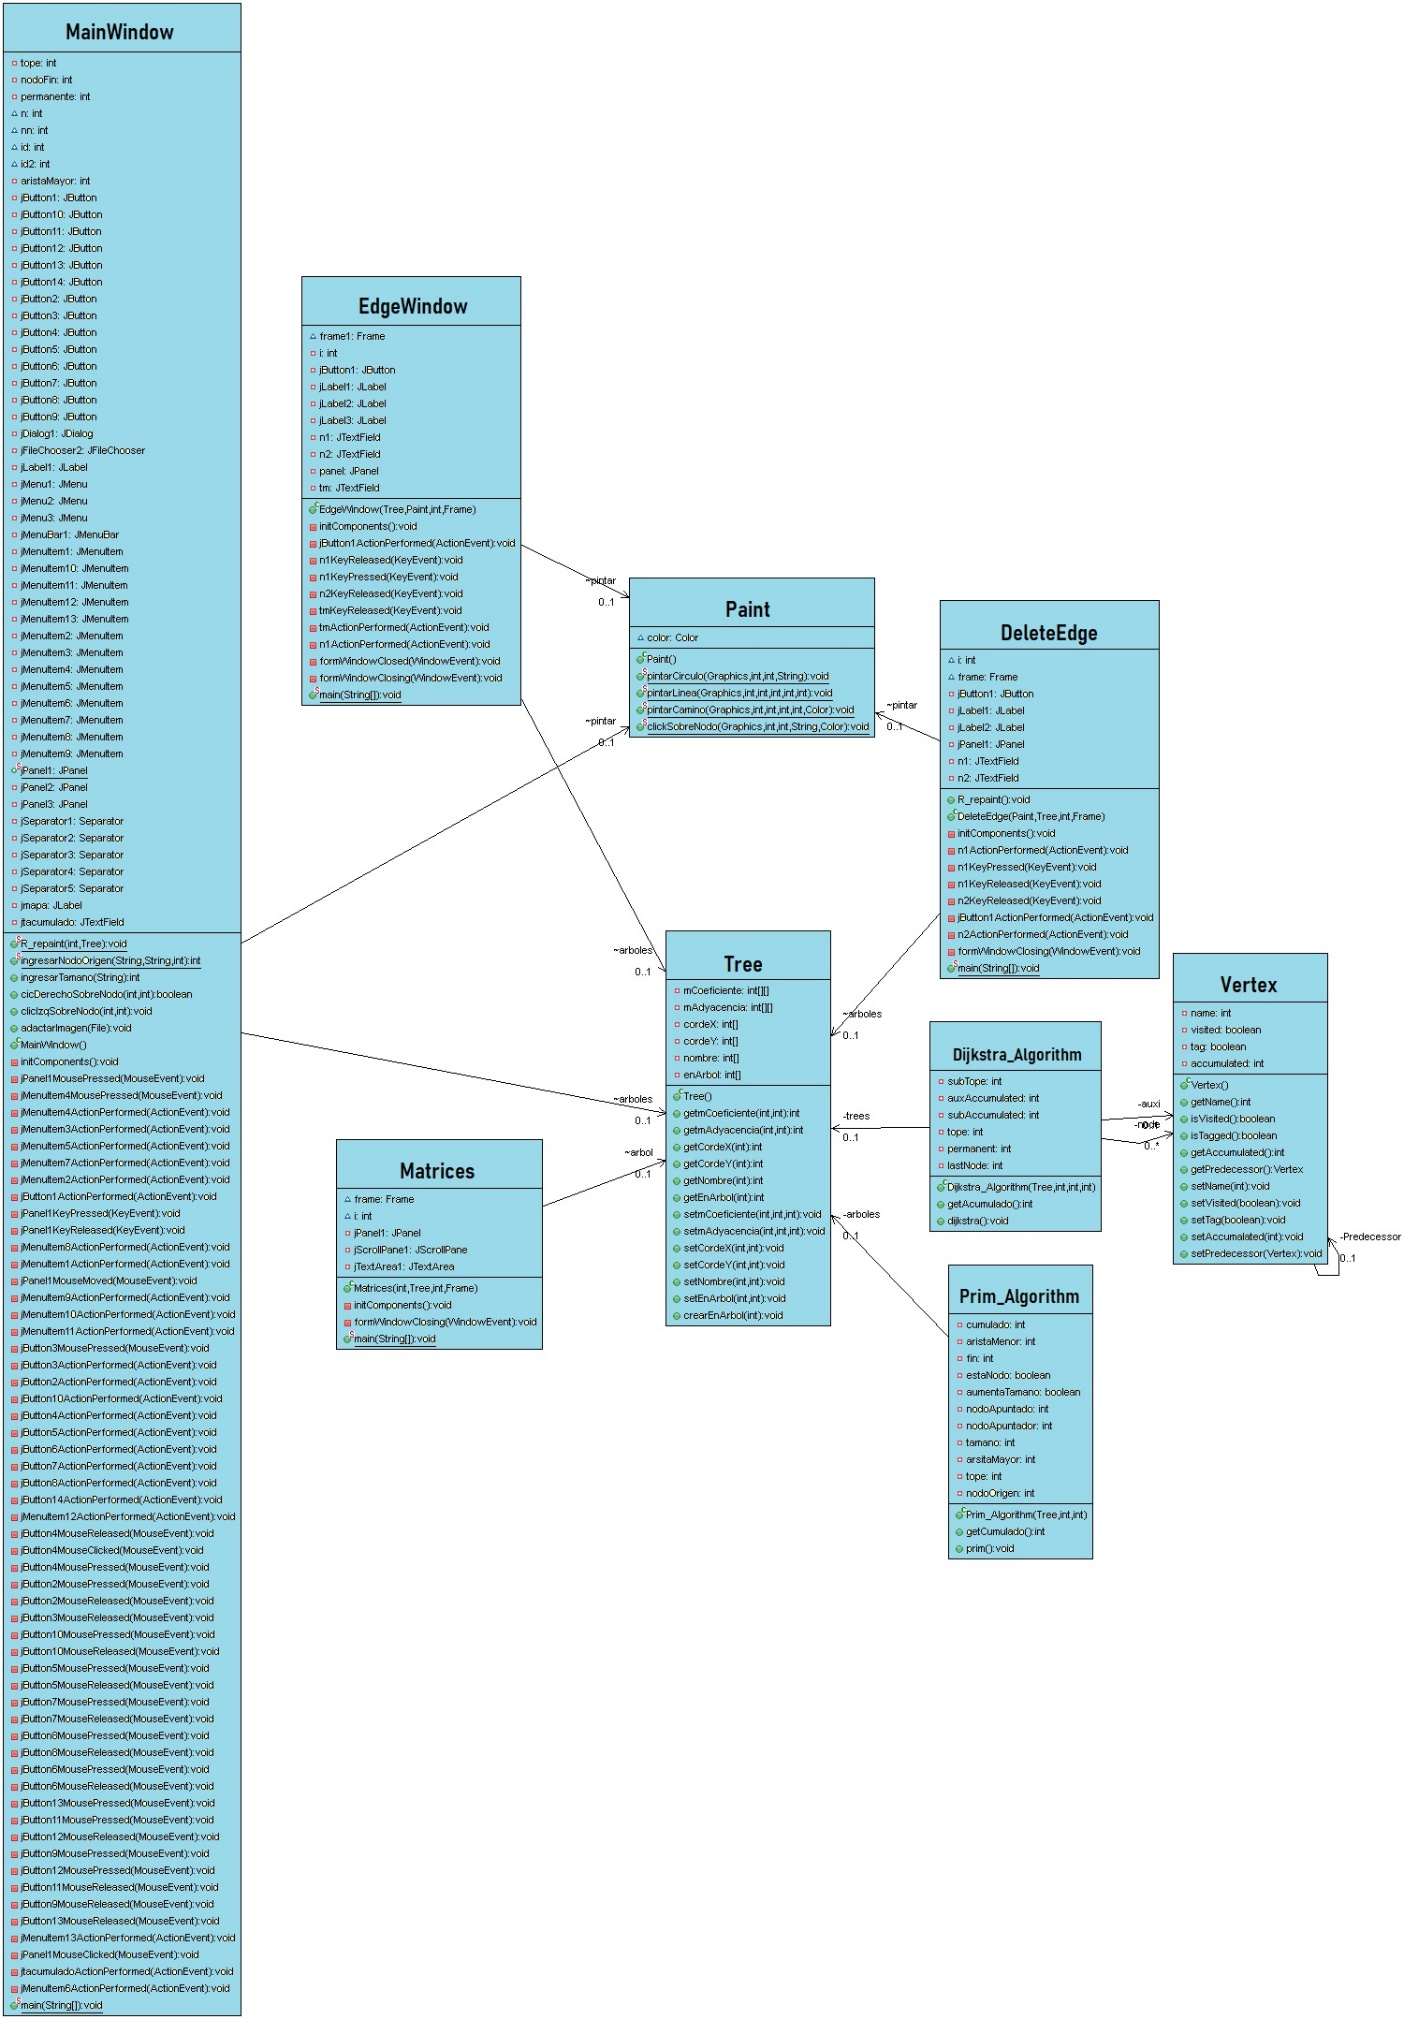 MainWindow
tope: int
nodoFin: int
permanente: int
n: int
nn: int
id: int
id2: int
aristaMayor: int
jButton1: JButton
jButton10: JButton
jButton11: JButton
jButton12: JButton
jButton13: JButton
jButton14: JButton
jButton2: JButton
jButton3: JButton
jButton4: JButton
jButton5: JButton
jButton6: JButton
jButton7: JButton
jButton8: JButton
jButton9: JButton
jDialog1: JDialog
jFileChooser2: JFileChooser
jLabel1: JLabel
jMenu1: JMenu
jMenu2: JMenu
jMenu3: JMenu
jMenuBar1: JMenuBar
jMenuItem1: JMenuItem
jMenuItem10: JMenuItem
jMenuItem11: JMenuItem
jMenuItem12: JMenuItem
jMenuItem13: JMenuItem
jMenuItem2: JMenuItem
jMenuItem3: JMenuItem
jMenuItem4: JMenuItem
jMenuItem5: JMenuItem
jMenuItem6: JMenuItem
jMenuItem7: JMenuItem
jMenuItem8: JMenuItem
jMenuItem9: JMenuItem
jPanel1: JPanel
jPanel2: JPanel
jPanel3: JPanel
jSeparator1: Separator
jSeparator2: Separator
jSeparator3: Separator
jSeparator4: Separator
jSeparator5: Separator
jmapa: JLabel
jtacumulado: JTextField
R_repaint(int,Tree):void
ingresarNodoOrigen(String,String,int):int
ingresarTamano(String):int
cicDerechoSobreNodo(int,int):boolean
clicIzqSobreNodo(int,int):void
adactarImagen(File):void
MainWindow()
initComponents():void
jPanel1MousePressed(MouseEvent):void
jMenuItem4MousePressed(MouseEvent):void
jMenuItem4ActionPerformed(ActionEvent):void
jMenuItem3ActionPerformed(ActionEvent):void
jMenuItem5ActionPerformed(ActionEvent):void
jMenuItem7ActionPerformed(ActionEvent):void
jMenuItem2ActionPerformed(ActionEvent):void
jButton1ActionPerformed(ActionEvent):void
jPanel1KeyPressed(KeyEvent):void
jPanel1KeyReleased(KeyEvent):void
jMenuItem8ActionPerformed(ActionEvent):void
jMenuItem1ActionPerformed(ActionEvent):void
jPanel1MouseMoved(MouseEvent):void
jMenuItem9ActionPerformed(ActionEvent):void
jMenuItem10ActionPerformed(ActionEvent):void
jMenuItem11ActionPerformed(ActionEvent):void
jButton3MousePressed(MouseEvent):void
jButton3ActionPerformed(ActionEvent):void
jButton2ActionPerformed(ActionEvent):void
jButton10ActionPerformed(ActionEvent):void
jButton4ActionPerformed(ActionEvent):void
jButton5ActionPerformed(ActionEvent):void
jButton6ActionPerformed(ActionEvent):void
jButton7ActionPerformed(ActionEvent):void
jButton8ActionPerformed(ActionEvent):void
jButton14ActionPerformed(ActionEvent):void
jMenuItem12ActionPerformed(ActionEvent):void
jButton4MouseReleased(MouseEvent):void
jButton4MouseClicked(MouseEvent):void
jButton4MousePressed(MouseEvent):void
jButton2MousePressed(MouseEvent):void
jButton2MouseReleased(MouseEvent):void
jButton3MouseReleased(MouseEvent):void
jButton10MousePressed(MouseEvent):void
jButton10MouseReleased(MouseEvent):void
jButton5MousePressed(MouseEvent):void
jButton5MouseReleased(MouseEvent):void
jButton7MousePressed(MouseEvent):void
jButton7MouseReleased(MouseEvent):void
jButton8MousePressed(MouseEvent):void
jButton8MouseReleased(MouseEvent):void
jButton6MousePressed(MouseEvent):void
jButton6MouseReleased(MouseEvent):void
jButton13MousePressed(MouseEvent):void
jButton11MousePressed(MouseEvent):void
jButton12MouseReleased(MouseEvent):void
jButton9MousePressed(MouseEvent):void
jButton12MousePressed(MouseEvent):void
jButton11MouseReleased(MouseEvent):void
jButton9MouseReleased(MouseEvent):void
jButton13MouseReleased(MouseEvent):void
jMenuItem13ActionPerformed(ActionEvent):void
jPanel1MouseClicked(MouseEvent):void
jtacumuladoActionPerformed(ActionEvent):void
jMenuItem6ActionPerformed(ActionEvent):void
main(String[]):void
EdgeWindow
frame1: Frame
i: int
jButton1: JButton
jLabel1: JLabel
jLabel2: JLabel
jLabel3: JLabel
n1: JTextField
n2: JTextField
panel: JPanel
tm: JTextField
EdgeWindow(Tree,Paint,int,Frame)
initComponents():void
jButton1ActionPerformed(ActionEvent):void
n1KeyReleased(KeyEvent):void
n1KeyPressed(KeyEvent):void
n2KeyReleased(KeyEvent):void
tmKeyReleased(KeyEvent):void
tmActionPerformed(ActionEvent):void
n1ActionPerformed(ActionEvent):void
formWindowClosed(WindowEvent):void
formWindowClosing(WindowEvent):void
main(String[]):void
~pintar
0..1
~pintar
0..1
Paint
color: Color
Paint()
pintarCirculo(Graphics,int,int,String):void
pintarLinea(Graphics,int,int,int,int,int):void
pintarCamino(Graphics,int,int,int,int,Color):void
clickSobreNodo(Graphics,int,int,String,Color):void
~pintar
0..1
DeleteEdge
i: int
frame: Frame
jButton1: JButton
jLabel1: JLabel
jLabel2: JLabel
jPanel1: JPanel
n1: JTextField
n2: JTextField
R_repaint():void
DeleteEdge(Paint,Tree,int,Frame)
initComponents():void
n1ActionPerformed(ActionEvent):void
n1KeyPressed(KeyEvent):void
n1KeyReleased(KeyEvent):void
n2KeyReleased(KeyEvent):void
jButton1ActionPerformed(ActionEvent):void
n2ActionPerformed(ActionEvent):void
formWindowClosing(WindowEvent):void
main(String[]):void
~arboles
0..1
~arboles
0..1
~arbol
0..1
Tree
mCoeficiente: int[][]
mAdyacencia: int[][]
cordeX: int[]
cordeY: int[]
nombre: int[]
enArbol: int[]
Tree()
getmCoeficiente(int,int):int
getmAdyacencia(int,int):int
getCordeX(int):int
getCordeY(int):int
getNombre(int):int
getEnArbol(int):int
setmCoeficiente(int,int,int):void
setmAdyacencia(int,int,int):void
setCordeX(int,int):void
setCordeY(int,int):void
setNombre(int,int):void
setEnArbol(int,int):void
crearEnArbol(int):void
~arboles
0..1
-trees
0..1
-arboles
0..1
Matrices
frame: Frame
i: int
jPanel1: JPanel
jScrollPane1: JScrollPane
jTextArea1: JTextArea
Matrices(int,Tree,int,Frame)
initComponents():void
formWindowClosing(WindowEvent):void
main(String[]):void
Dijkstra_Algorithm
subTope: int
auxAccumulated: int
subAccumulated: int
tope: int
permanent: int
lastNode: int
Dijkstra_Algorithm(Tree,int,int,int)
getAcumulado():int
dijkstra():void
-auxi
-node
0..*
Vertex
name: int
visited: boolean
tag: boolean
accumulated: int
Vertex()
getName():int
isVisited():boolean
isTagged():boolean
getAccumulated():int
getPredecessor():Vertex
setName(int):void
setVisited(boolean):void
setTag(boolean):void
setAccumalated(int):void
setPredecessor(Vertex):void
-Predecessor
0..1
Prim_Algorithm
cumulado: int
aristaMenor: int
fin: int
estaNodo: boolean
aumentaTamano: boolean
nodoApuntado: int
nodoApuntador: int
tamano: int
arsitaMayor: int
tope: int
nodoOrigen: int
Prim_Algorithm(Tree,int,int)
getCumulado():int
prim():void